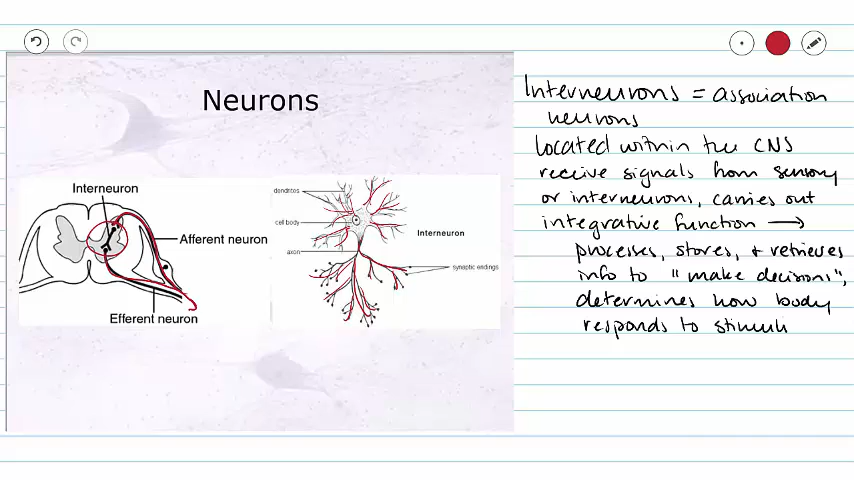 Neurons
Interneuron
Afferent neuron
Efferent neuron
dendrites
cell body
axon
Interneuron
synaptic endings
Interneurons = association
neurons
Located within the CNS
receive signals from sensory
or interneurons, carries out
integrative function →
processes, stores, + retrieves
info to "make decisions",
determines how body
responds to stimuli